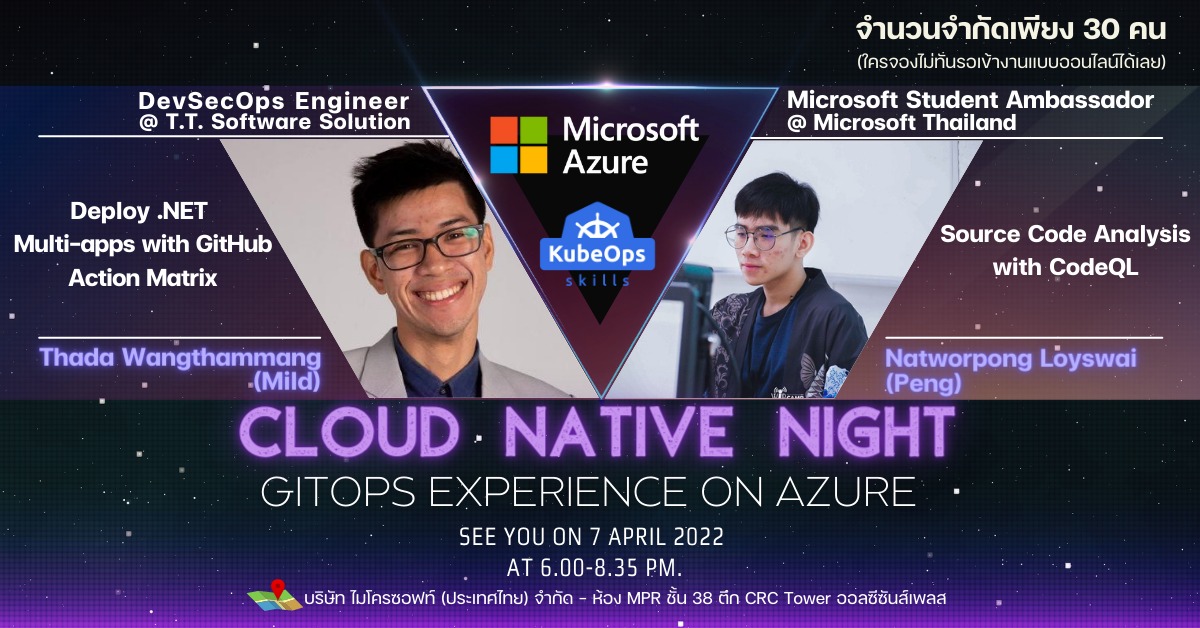 จำนวนจำกัดเพียง 30 คน
(ใครจองไม่ทันรอเข้างานแบบออนไลน์ได้เลย)
DevSecOps Engineer
@ T.T. Software Solution
Microsoft
Azure
KubeOps
skills
Microsoft Student Ambassador
@ Microsoft Thailand
Deploy .NET
Multi-apps with GitHub
Action Matrix
Source Code Analysis
with CodeQL
Thada Wangthammang
(Mild)
Natworpong Loyswai
(Peng)
CLOUD NATIVE NIGHT
GITOPS EXPERIENCE ON AZURE
SEE YOU ON 7 APRIL 2022
AT 6.00-8.35 PM.
บริษัท ไมโครซอฟท์ (ประเทศไทย) จำกัด - ห้อง MPR ชั้น 38 ตึก CRC Tower ออลซีซันส์เพลส